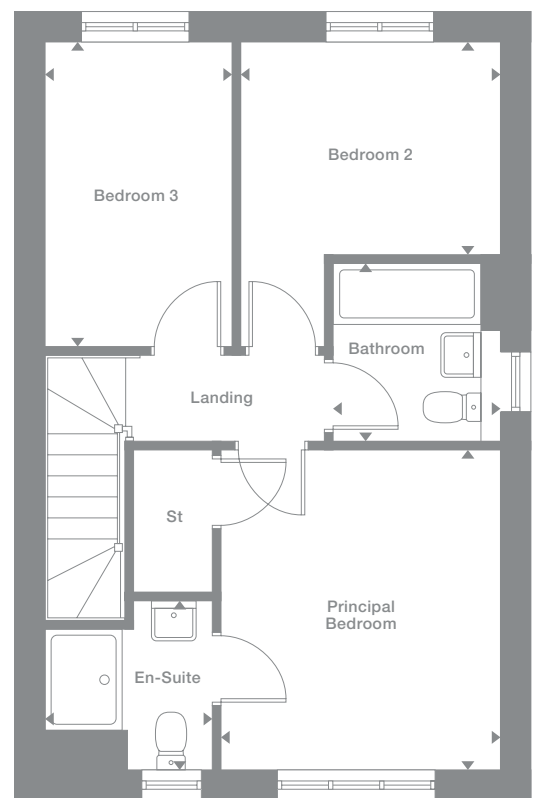 Bedroom 2
Bedroom 3
Bathroom
Landing
St
Principal
Bedroom
En-Suite